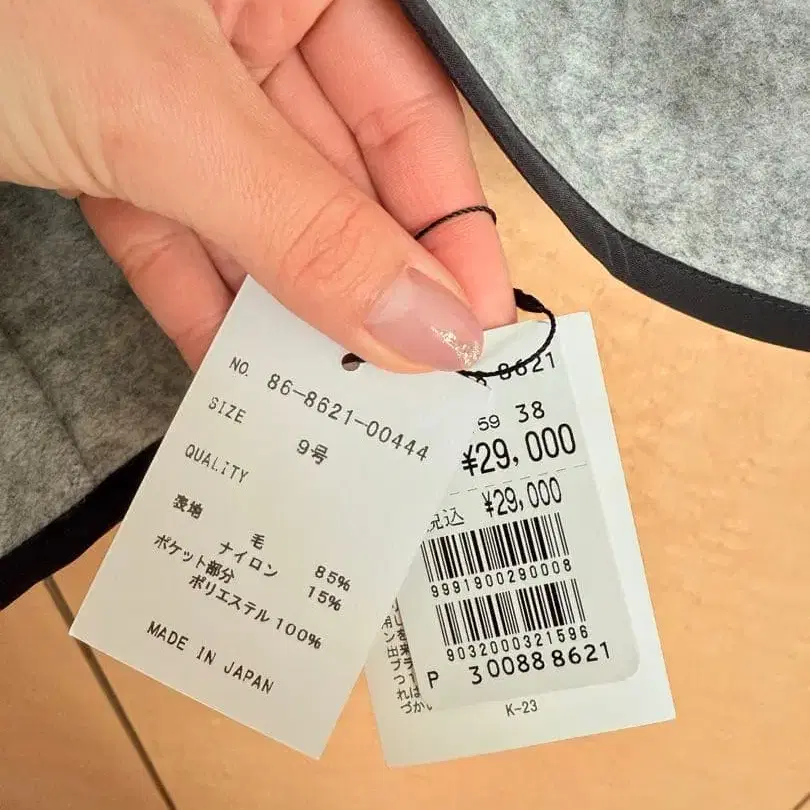 NO. 86-8621-00444
SIZE 9号
QUALITY
表地
毛 85%
ナイロン 15%
ポケット部分
ポリエステル 100%
MADE IN JAPAN
8621
59 38
¥29,000
税込 ¥29,000
9991900290008
9032000321596
P 300888621
K-23